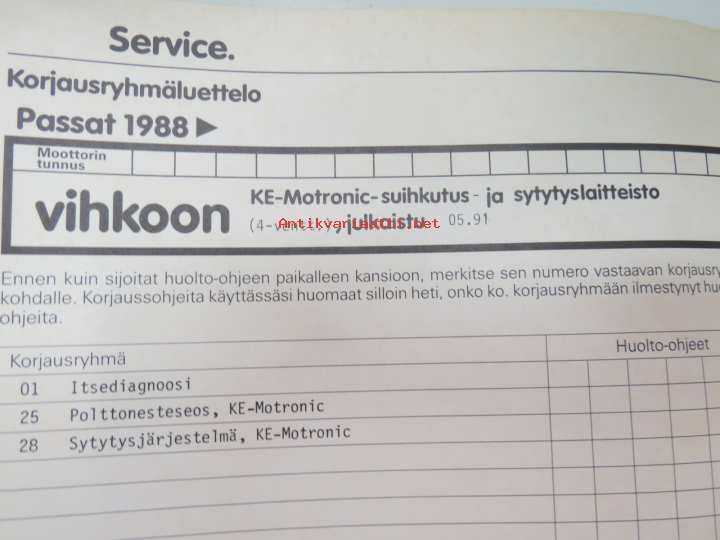 Service.
Korjausryhmäluettelo
Passat 1988
Moottorin
tunnus
vihkoon
KE-Motronic-suihkutus- ja sytytyslaitteisto
, julkaistu 05.91
Antikvariaatti.net
Ennen kuin sijoitat huolto-ohjeen paikalleen kansioon, merkitse sen numero vastaavan
kohdalle. Korjaussohjeita käyttässäsi huomaat silloin heti, onko ko. korjausryhmään ilmestynyt
ohjeita.
Korjausryhmä
Huolto-ohjeet
01 Itsediagnoosi
25 Polttonesteseos, KE-Motronic
28 Sytytysjärjestelmä, KE-Motronic